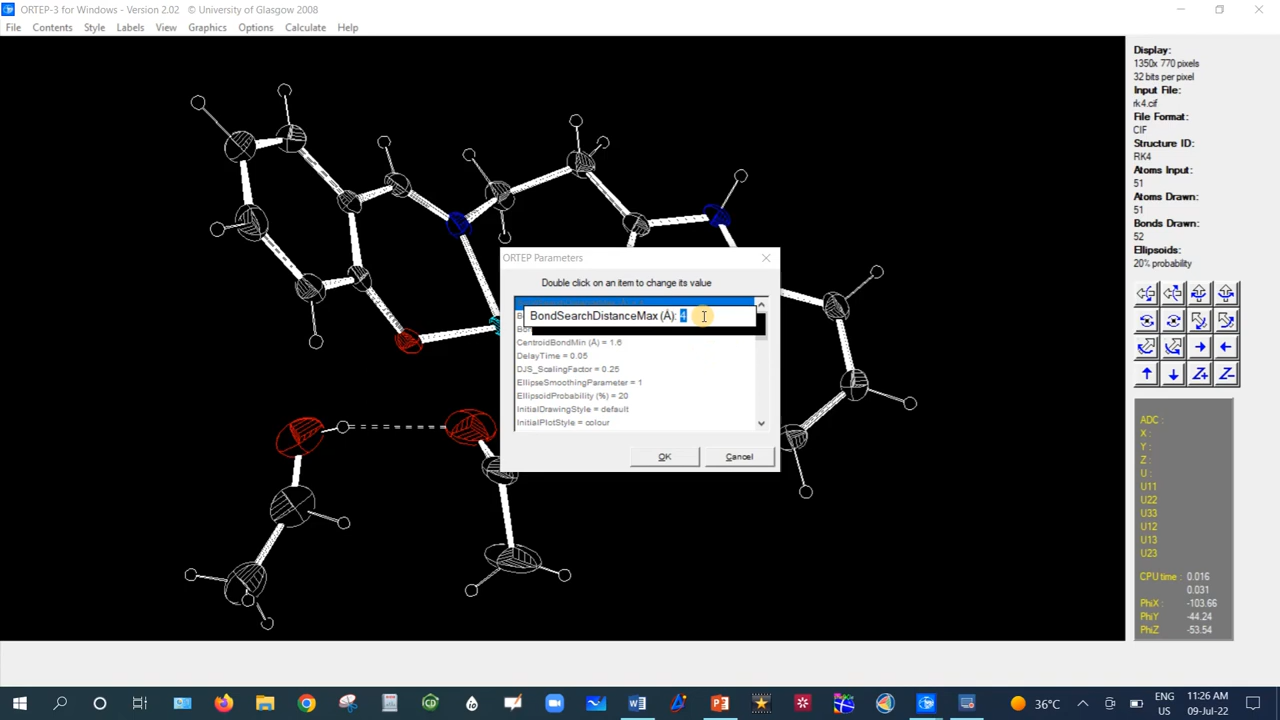 ORTEP-3 for Windows - Version 2.02 © University of Glasgow 2008
File Contents Style Labels View Graphics Options Calculate Help
Display:
1350x 770 pixels
32 bits per pixel
Input File:
rk4.cif
File Format:
CIF
Structure ID:
RK4
Atoms Input:
51
Atoms Drawn:
51
Bonds Drawn:
52
Ellipsoids:
20% probability
ORTEP Parameters
Double click on an item to change its value
BondSearchDistanceMax (Å): 4
CentroidBondMin (Å) = 1.6
DelayTime = 0.05
DJS_ScalingFactor = 0.25
EllipseSmoothingParameter = 1
EllipsoidProbability (%) = 20
InitialDrawingStyle = default
InitialPlotStyle = colour
OK Cancel
Z+ Z-
ADC :
X :
Y :
Z :
U :
U11
U22
U33
U12
U13
U23
CPU time : 0.016
0.031
PhiX : -103.66
PhiY : -44.24
PhiZ : -53.54
36°C
ENG
US
11:26 AM
09-Jul-22